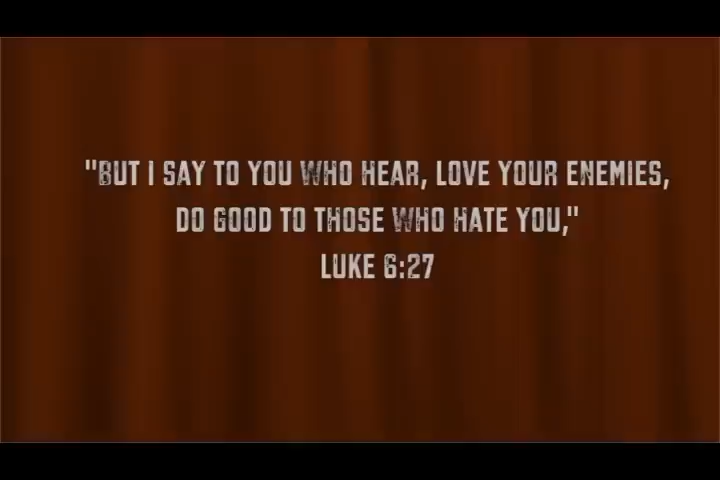 "BUT I SAY TO YOU WHO HEAR, LOVE YOUR ENEMIES,
DO GOOD TO THOSE WHO HATE YOU,"
LUKE 6:27